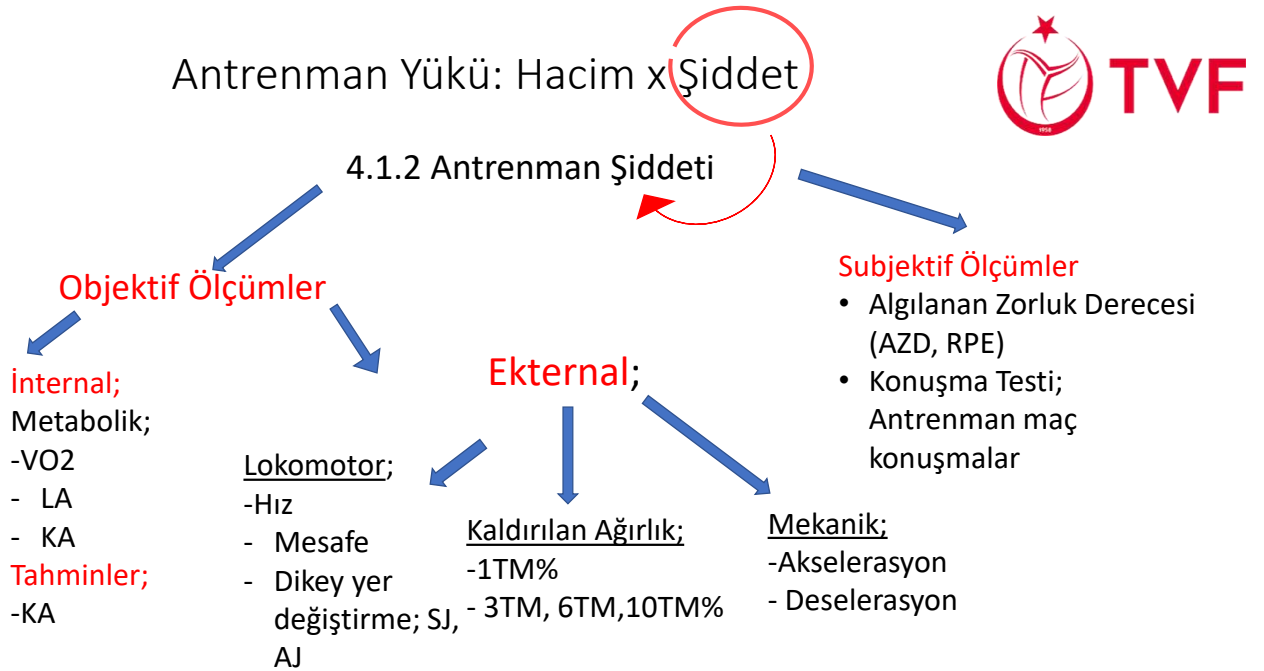 Antrenman Yükü: Hacim x Şiddet
TVF
1958
4.1.2 Antrenman Şiddeti
Objektif Ölçümler
Subjektif Ölçümler
• Algılanan Zorluk Derecesi
(AZD, RPE)
• Konuşma Testi;
Antrenman maç
konuşmalar
İnternal;
Metabolik;
-VO2
- LA
- KA
Tahminler;
-KA
Ekternal;
Lokomotor;
-Hız
- Mesafe
- Dikey yer
değiştirme; SJ,
AJ
Kaldırılan Ağırlık;
-1TM%
- 3TM, 6TM,10TM%
Mekanik;
-Akselerasyon
- Deselerasyon